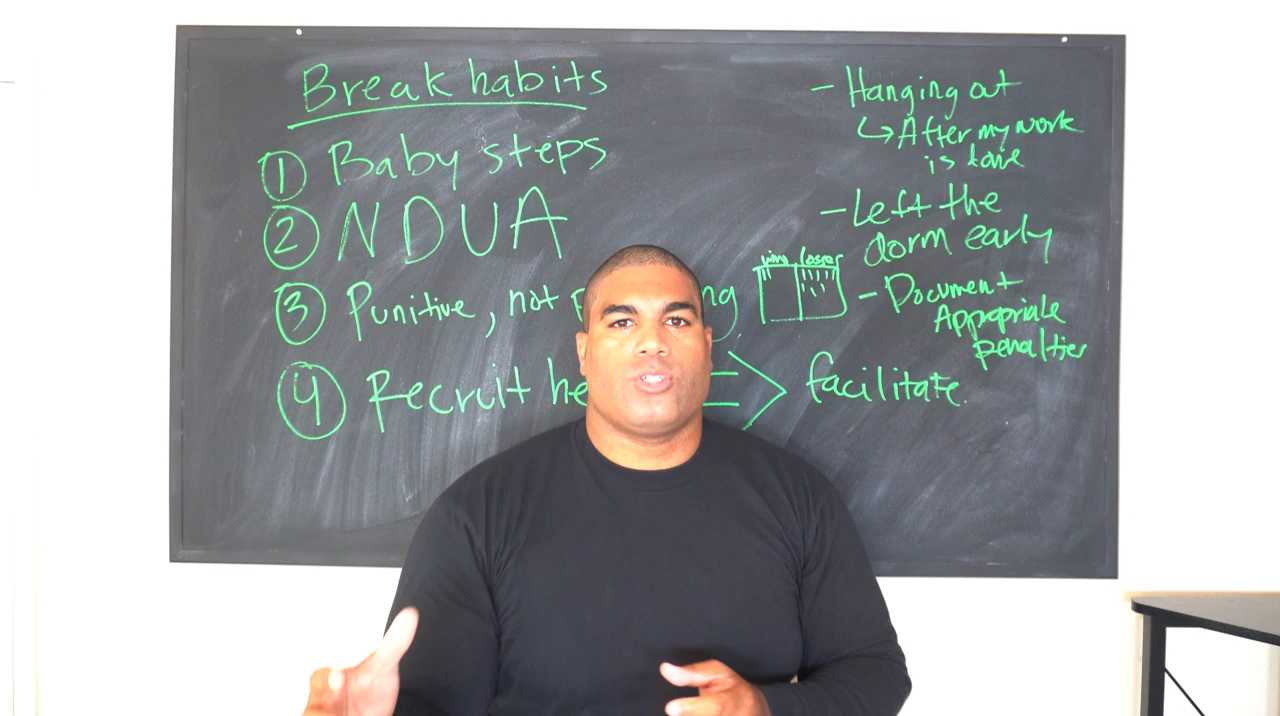 Break habits
① Baby steps
② NDUA
③ Punitive, not
④ Recruit he => facilitate
- Hanging out
↳ After my work
is
- Left the
dorm early
- Document
Appropriate
penalties